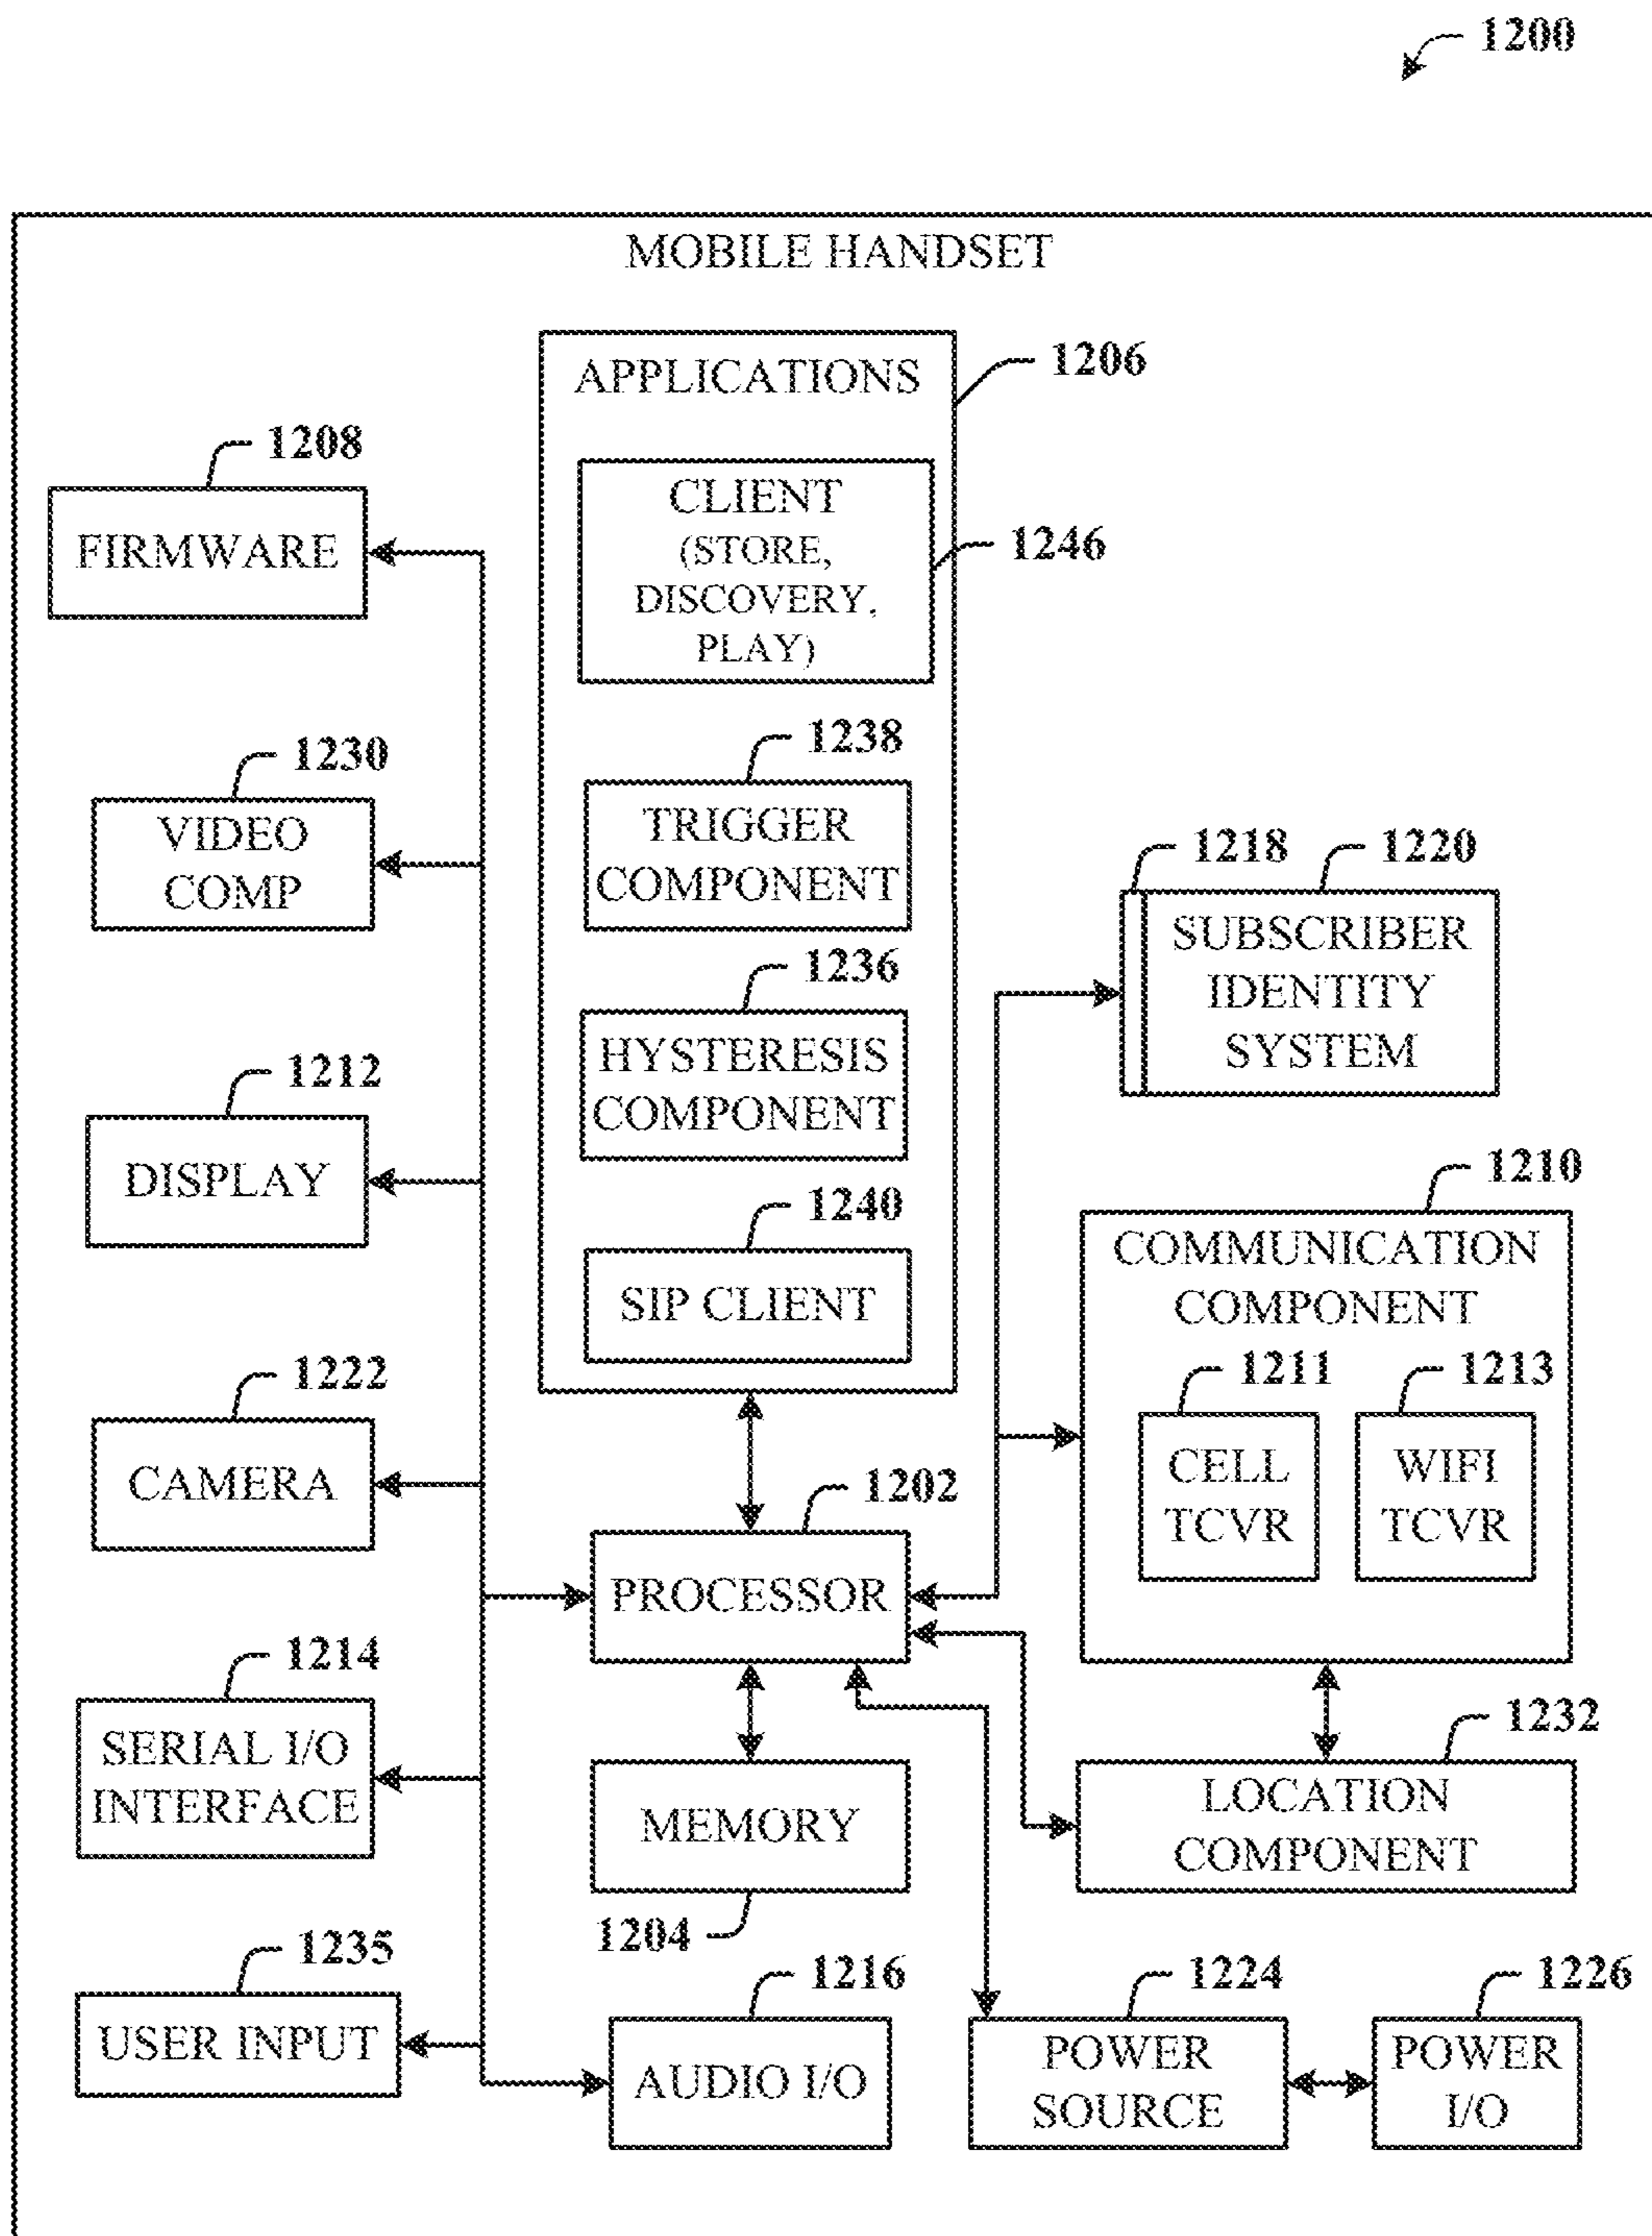 1200
MOBILE HANDSET
1206
APPLICATIONS
1208
FIRMWARE
CLIENT
(STORE,
DISCOVERY,
PLAY)
1246
1230
VIDEO
COMP
1238
TRIGGER
COMPONENT
1218
1220
SUBSCRIBER
IDENTITY
SYSTEM
1236
HYSTERESIS
COMPONENT
1212
DISPLAY
1240
SIP CLIENT
1210
COMMUNICATION
COMPONENT
1211
CELL
TCVR
1213
WIFI
TCVR
1222
CAMERA
1202
PROCESSOR
1214
SERIAL I/O
INTERFACE
MEMORY
1204
1232
LOCATION
COMPONENT
1235
USER INPUT
1216
AUDIO I/O
1224
POWER
SOURCE
1226
POWER
I/O